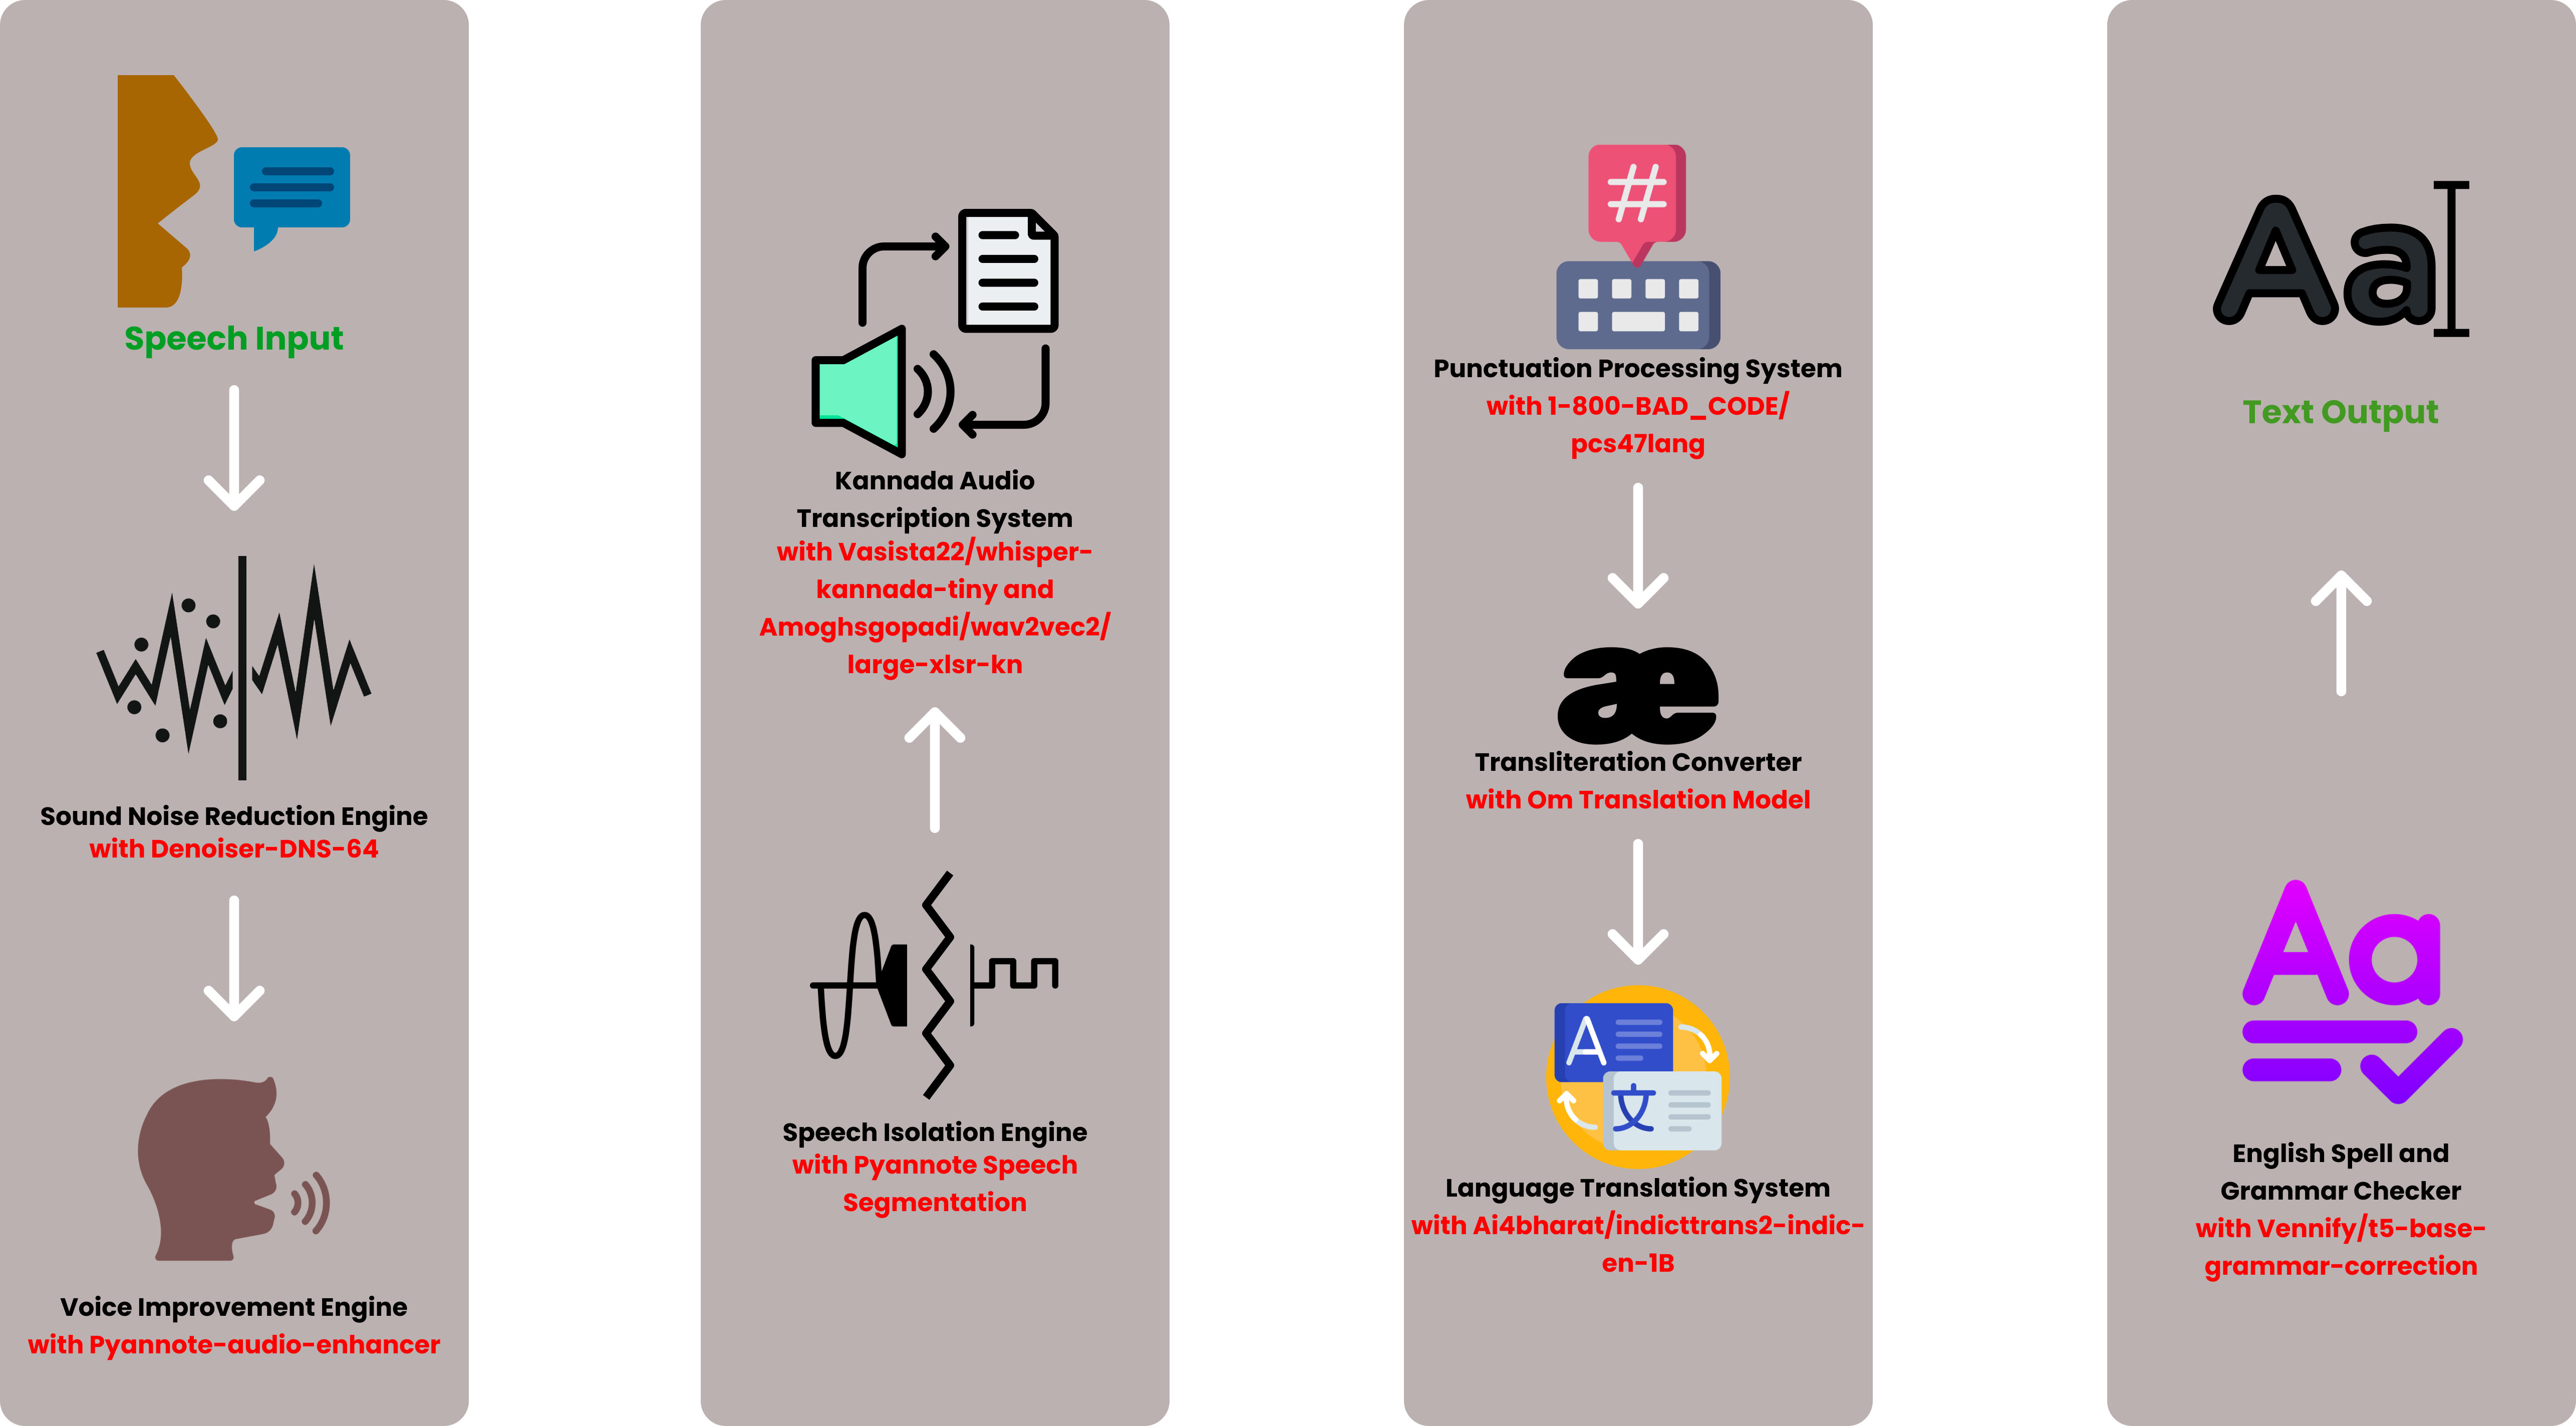 Speech Input
Sound Noise Reduction Engine
with Denoiser-DNS-64
Voice Improvement Engine
with Pyannote-audio-enhancer
Kannada Audio
Transcription System
with Vasista22/whisper-
kannada-tiny and
Amoghsgopadi/wav2vec2/
large-xlsr-kn
Speech Isolation Engine
with Pyannote Speech
Segmentation
#
Punctuation Processing System
with 1-800-BAD_CODE/
pcs47lang
æ
Transliteration Converter
with Om Translation Model
A
文
Language Translation System
with Ai4bharat/indicttrans2-indic-
en-1B
Aa
Text Output
Aa
English Spell and
Grammar Checker
with Vennify/t5-base-
grammar-correction